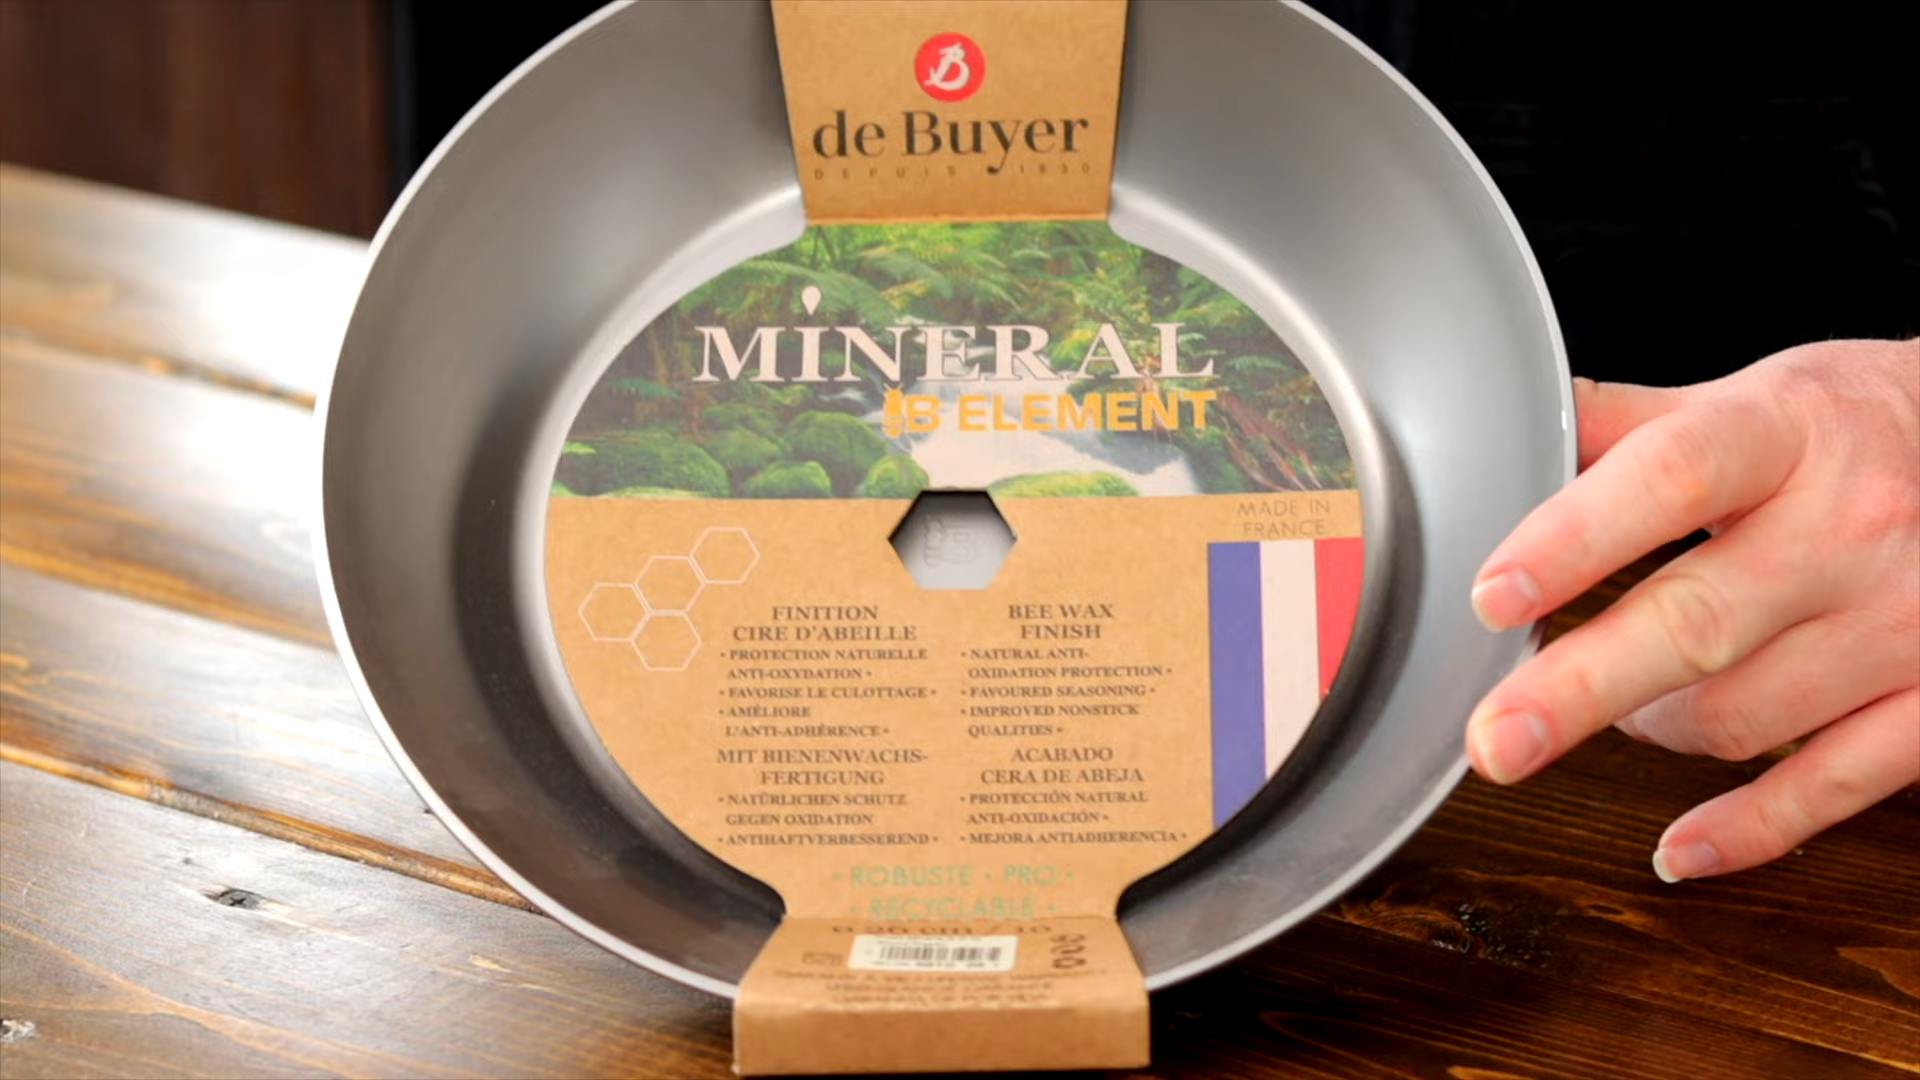 B
de Buyer
DEPUIS 1830
MINERAL
B ELEMENT
MADE IN
FRANCE
FINITION
CIRE D'ABEILLE
• PROTECTION NATURELLE
ANTI-OXYDATION •
• FAVORISE LE CULOTTAGE •
• AMÉLIORE
L'ANTI-ADHÉRENCE •
BEE WAX
FINISH
• NATURAL ANTI-
OXIDATION PROTECTION •
• FAVOURED SEASONING •
• IMPROVED NONSTICK
QUALITIES •
MIT BIENENWACHS-
FERTIGUNG
• NATÜRLICHEN SCHUTZ
GEGEN OXIDATION
• ANTIHAFTVERBESSEREND •
ACABADO
CERA DE ABEJA
• PROTECCIÓN NATURAL
ANTI-OXIDACIÓN •
• MEJORA ANTIADHERENCIA •
• ROBUSTE • PRO •
• RECYCLABLE •